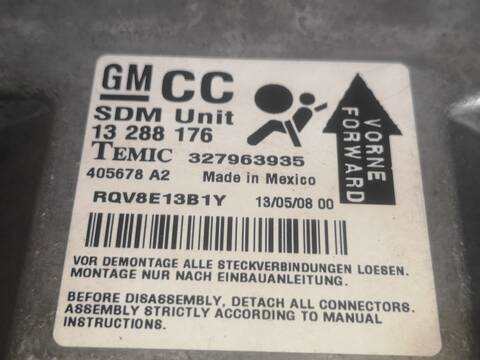 GM CC
SDM Unit
13 288 176
TEMIC 327963935
405678 A2 Made in Mexico
RQV8E13B1Y 13/05/08 00
VORNE
FORWARD
VOR DEMONTAGE ALLE STECKVERBINDUNGEN LOESEN.
MONTAGE NUR NACH EINBAUANLEITUNG.
BEFORE DISASSEMBLY, DETACH ALL CONNECTORS.
ASSEMBLY STRICTLY ACCORDING TO MANUAL
INSTRUCTIONS.